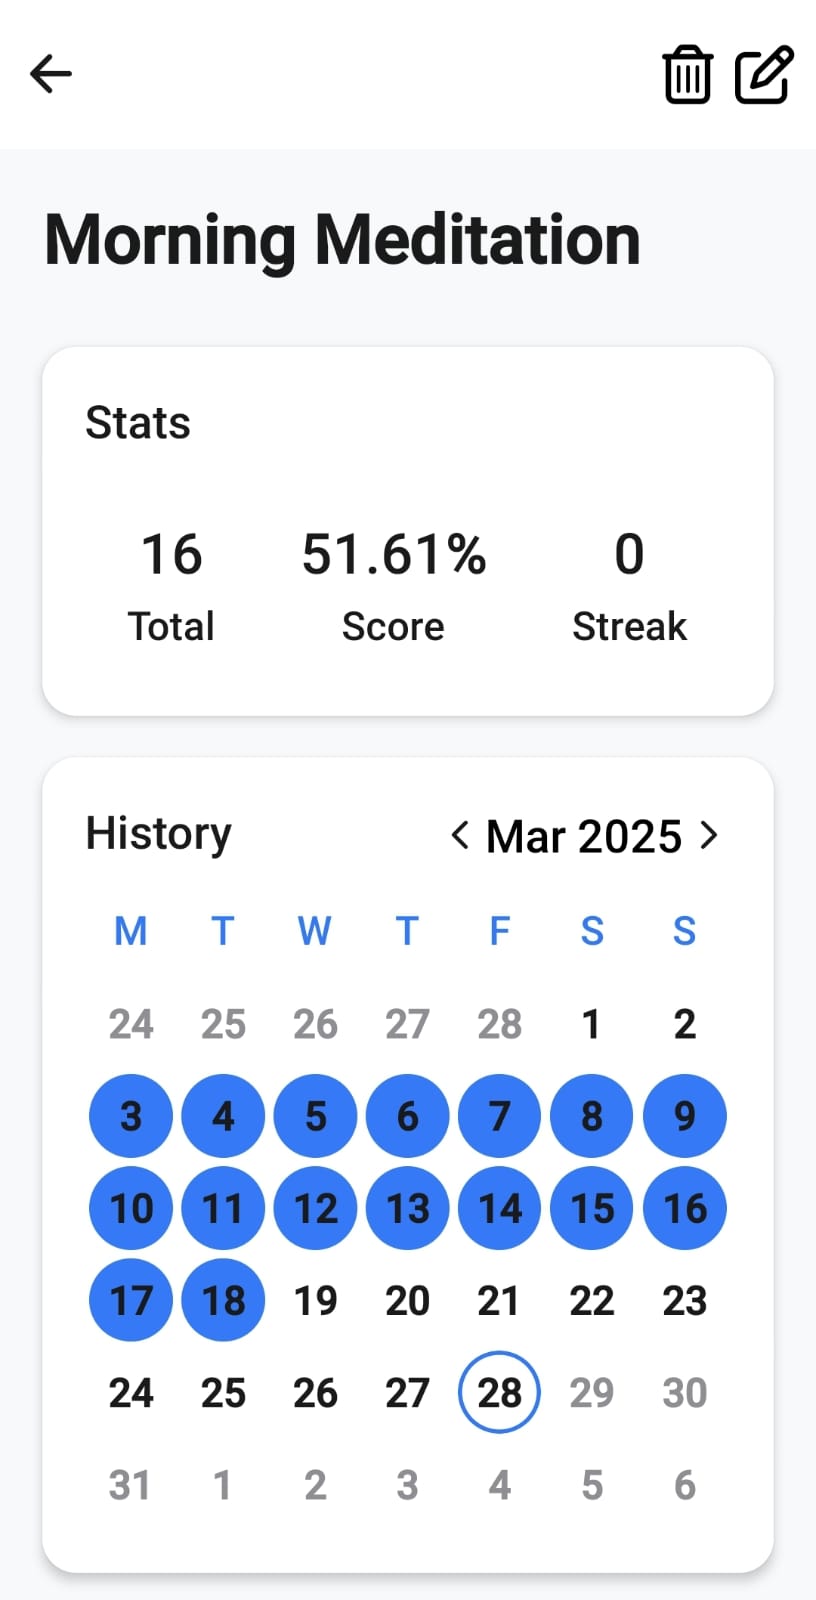 Morning Meditation
Stats
16 51.61% 0
Total Score Streak
History < Mar 2025 >
M T W T F S S
24 25 26 27 28 1 2
3 4 5 6 7 8 9
10 11 12 13 14 15 16
17 18 19 20 21 22 23
24 25 26 27 28 29 30
31 1 2 3 4 5 6